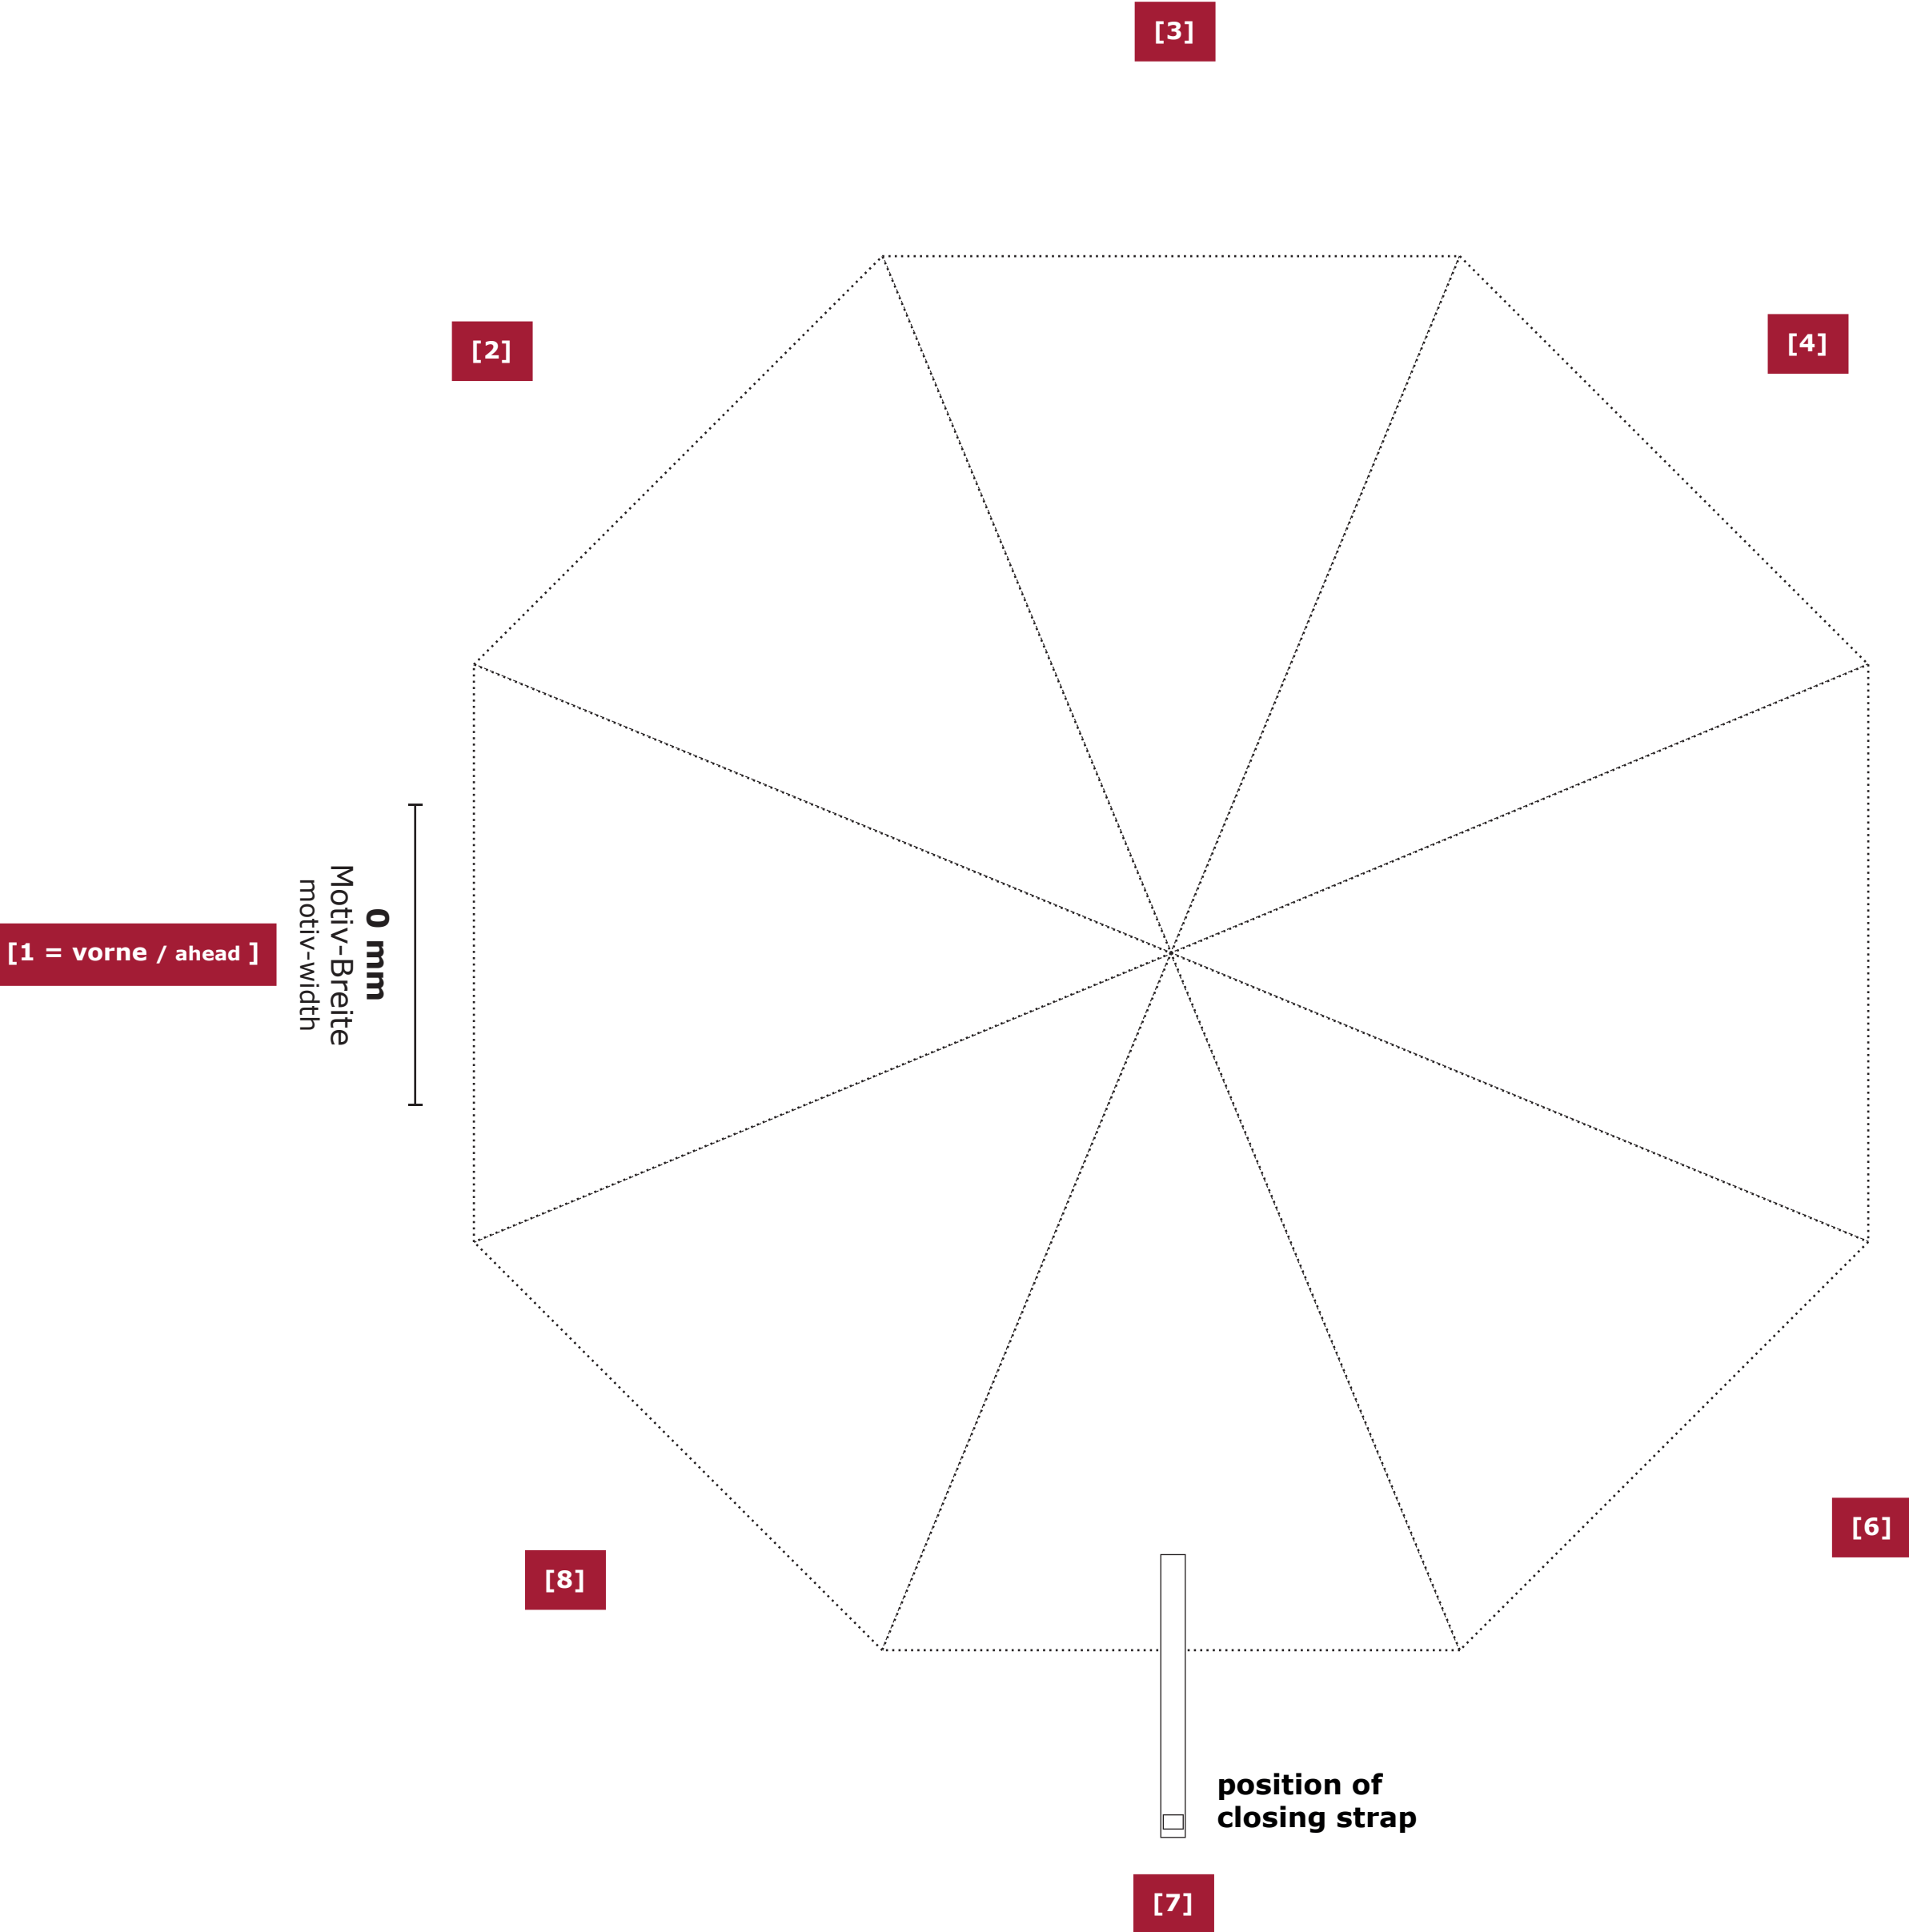 [3]
[2]
[4]
0 mm
Motiv-Breite
motiv-width
[1 = vorne / ahead ]
[6]
[8]
position of
closing strap
[7]